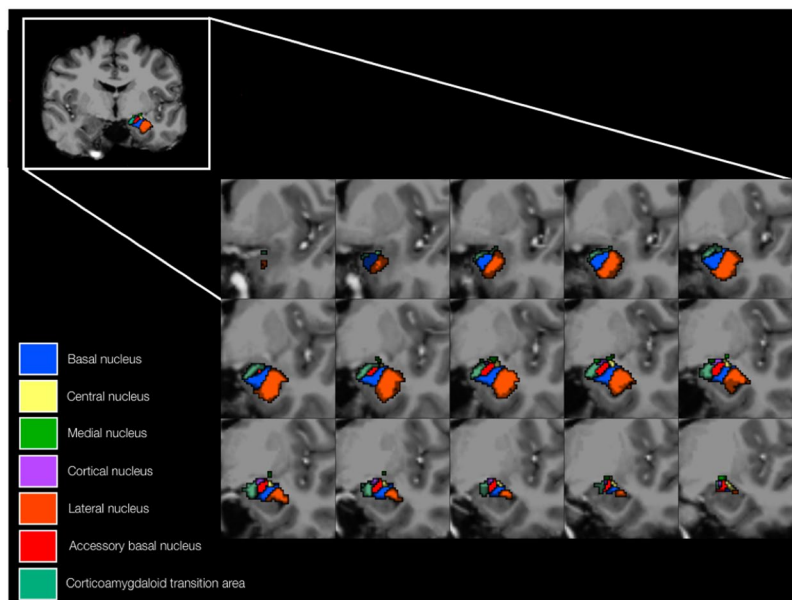 Basal nucleus
Central nucleus
Medial nucleus
Cortical nucleus
Lateral nucleus
Accessory basal nucleus
Corticoamygdaloid transition area